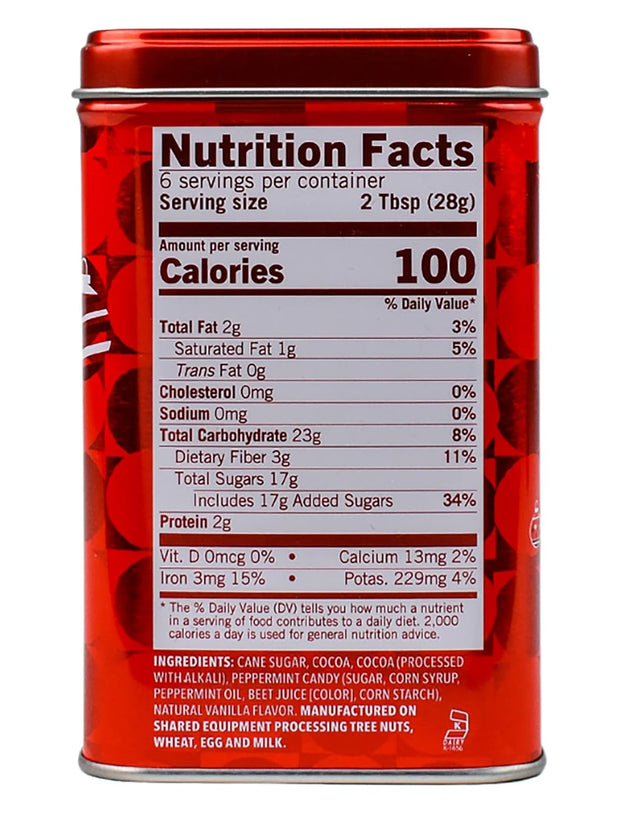 Nutrition Facts
6 servings per container
Serving size 2 Tbsp (28g)
Amount per serving
Calories 100
% Daily Value*
Total Fat 2g 3%
Saturated Fat 1g 5%
Trans Fat 0g
Cholesterol 0mg 0%
Sodium 0mg 0%
Total Carbohydrate 23g 8%
Dietary Fiber 3g 11%
Total Sugars 17g
Includes 17g Added Sugars 34%
Protein 2g
Vit. D 0mcg 0% • Calcium 13mg 2%
Iron 3mg 15% • Potas. 229mg 4%
* The % Daily Value (DV) tells you how much a nutrient
in a serving of food contributes to a daily diet. 2,000
calories a day is used for general nutrition advice.
INGREDIENTS: CANE SUGAR, COCOA, COCOA (PROCESSED
WITH ALKALI), PEPPERMINT CANDY (SUGAR, CORN SYRUP,
PEPPERMINT OIL, BEET JUICE [COLOR], CORN STARCH),
NATURAL VANILLA FLAVOR. MANUFACTURED ON
SHARED EQUIPMENT PROCESSING TREE NUTS,
WHEAT, EGG AND MILK.
K
DAIRY